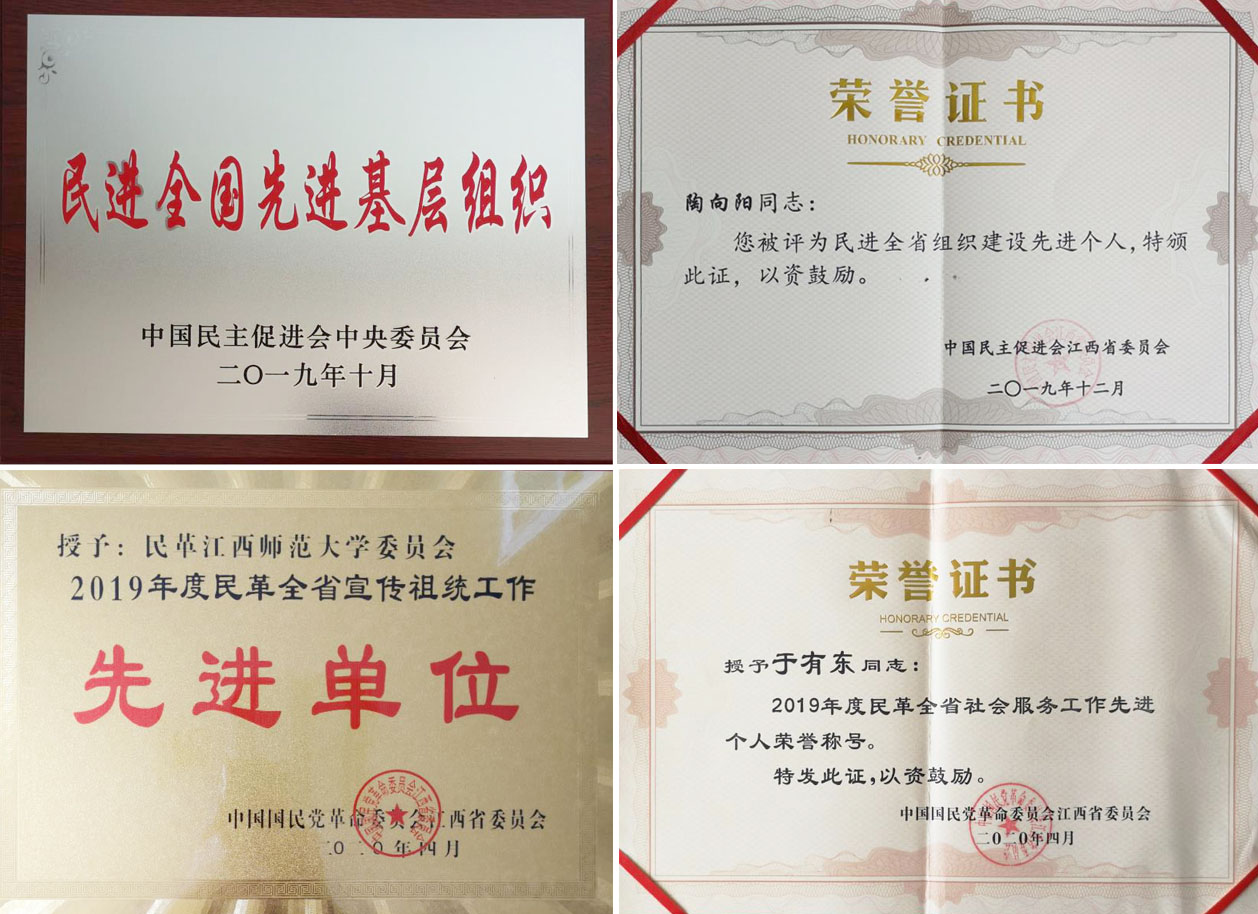 民进全国先进基层组织
中国民主促进会中央委员会
二〇一九年十月
荣誉证书
HONORARY CREDENTIAL
陶向阳同志：
您被评为民进全省组织建设先进个人,特颁
此证，以资鼓励。
中国民主促进会江西省委员会
二〇一九年十二月
授予：民革江西师范大学委员会
2019年度民革全省宣传祖统工作
先进单位
中国国民党革命委员会江西省委员会
二〇二〇年四月
荣誉证书
HONORARY CREDENTIAL
授予于有东同志：
2019年度民革全省社会服务工作先进
个人荣誉称号。
特发此证,以资鼓励。
中国国民党革命委员会江西省委员会
二〇二〇年四月